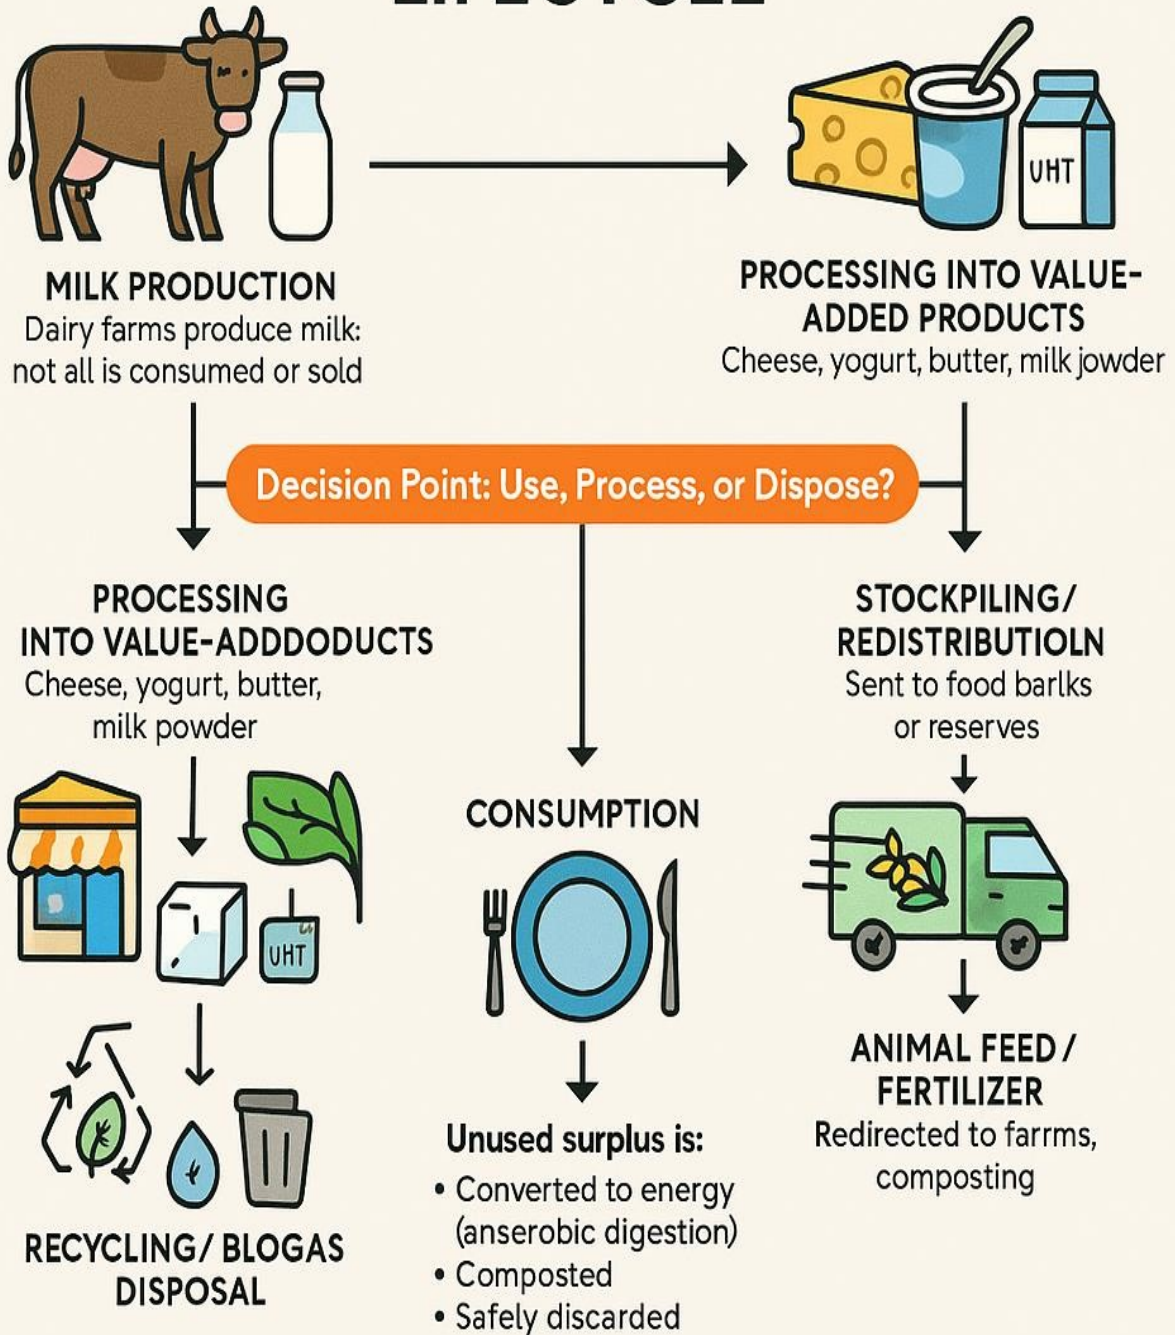 LIFECYCLE
UHT
MILK PRODUCTION
Dairy farms produce milk:
not all is consumed or sold
PROCESSING INTO VALUE-
ADDED PRODUCTS
Cheese, yogurt, butter, milk jowder
Decision Point: Use, Process, or Dispose?
PROCESSING
INTO VALUE-ADDDODUCTS
Cheese, yogurt, butter,
milk powder
STOCKPILING/
REDISTRIBUTIOLN
Sent to food barlks
or reserves
UHT
CONSUMPTION
ANIMAL FEED /
FERTILIZER
Redirected to farrms,
composting
Unused surplus is:
• Converted to energy
(anserobic digestion)
• Composted
• Safely discarded
RECYCLING/ BLOGAS
DISPOSAL